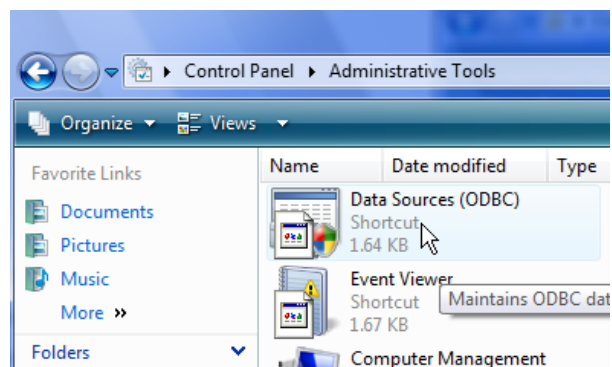 Control Panel Administrative Tools
Organize Views
Favorite Links
Documents
Pictures
Music
More
Folders
Name Date modified Type
Data Sources (ODBC)
Shortcut
1.64 KB
Event Viewer
Shortcut
1.67 KB
Maintains ODBC dat
Computer Management